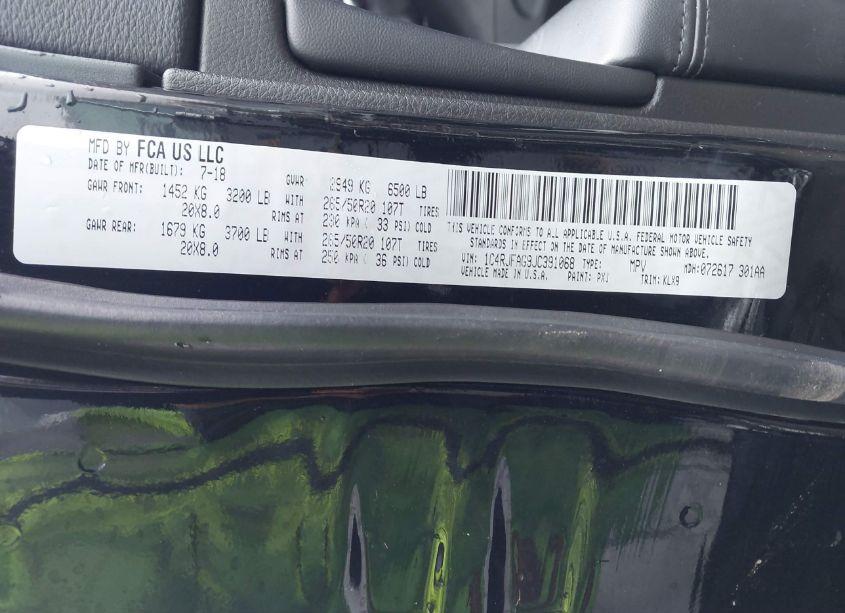 MFD BY FCA US LLC
DATE OF MFR(BUILT): 7-18 GVWR 2949 KG 6500 LB
GAWR FRONT: 1452 KG 3200 LB WITH 265/50R20 107T TIRES
20X8.0 RIMS AT 230 KPA ( 33 PSI) COLD
GAWR REAR: 1679 KG 3700 LB WITH 265/50R20 107T TIRES
20X8.0 RIMS AT 250 KPA ( 36 PSI) COLD
THIS VEHICLE CONFORMS TO ALL APPLICABLE U.S.A. FEDERAL MOTOR VEHICLE SAFETY
STANDARDS IN EFFECT ON THE DATE OF MANUFACTURE SHOWN ABOVE.
VIN: 1C4RJFAG9JC391068 TYPE: MPV MDH:072617 301AA
VEHICLE MADE IN U.S.A. PAINT: PXJ TRIM: KLX9